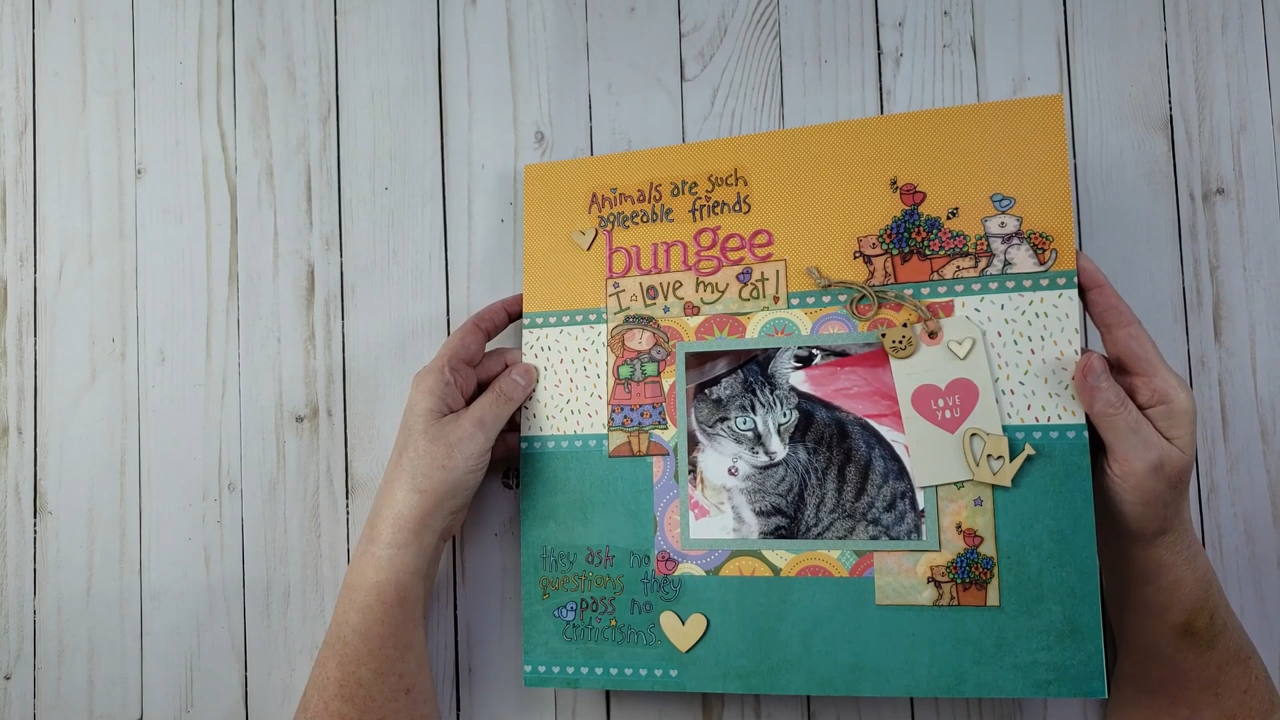 Animals are such
agreeable friends
bungee
I love my cat!
LOVE
YOU
they ask no
questions they
pass no
criticisms.